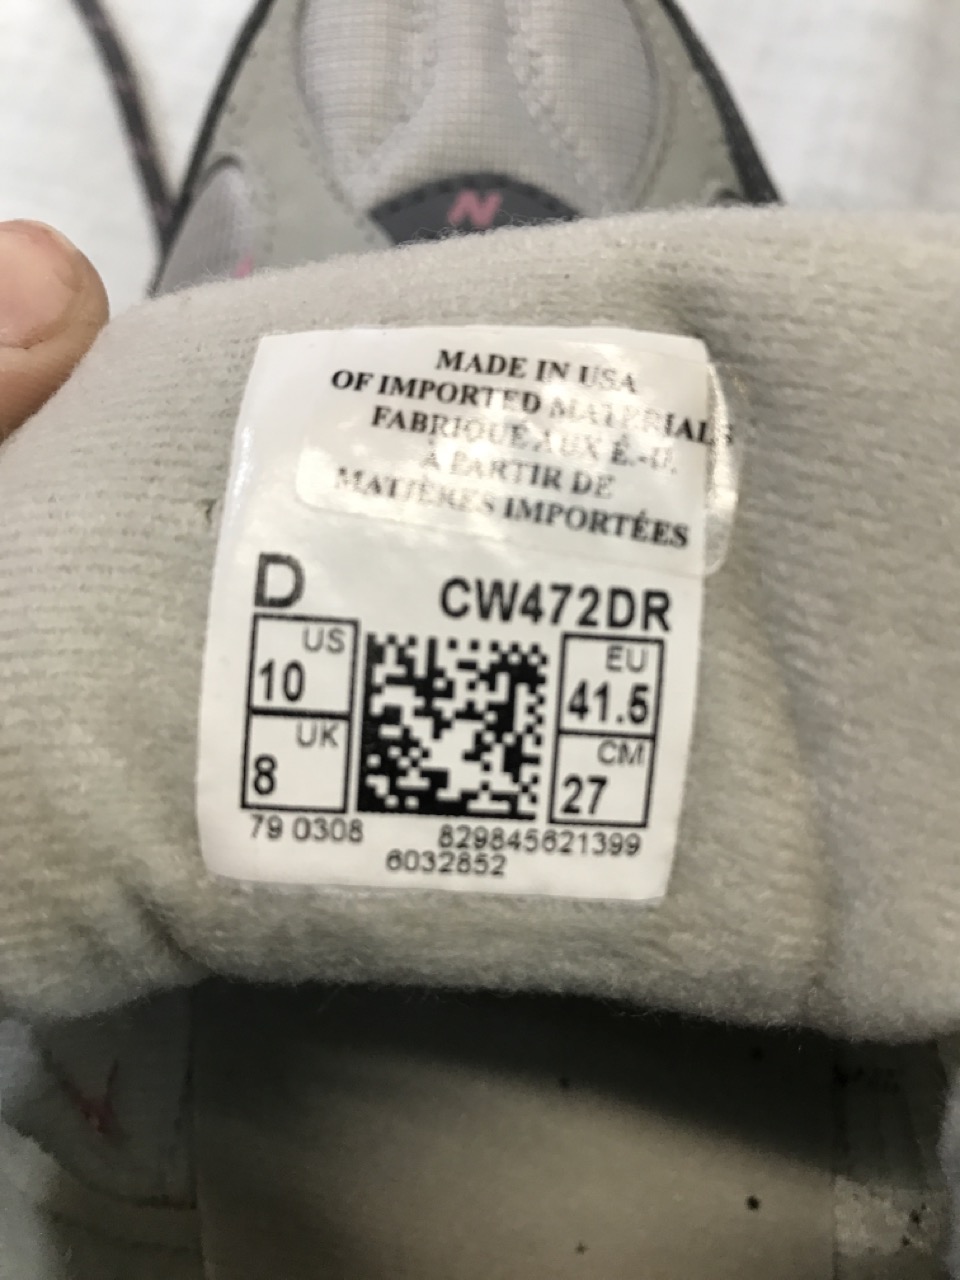 N
MADE IN USA
OF IMPORTED MATERIALS
FABRIQUE AUX É.-U.
À PARTIR DE
MATIÈRES IMPORTÉES
D CW472DR
US
10
UK
8
EU
41.5
CM
27
79 0308 829845621399
6032852